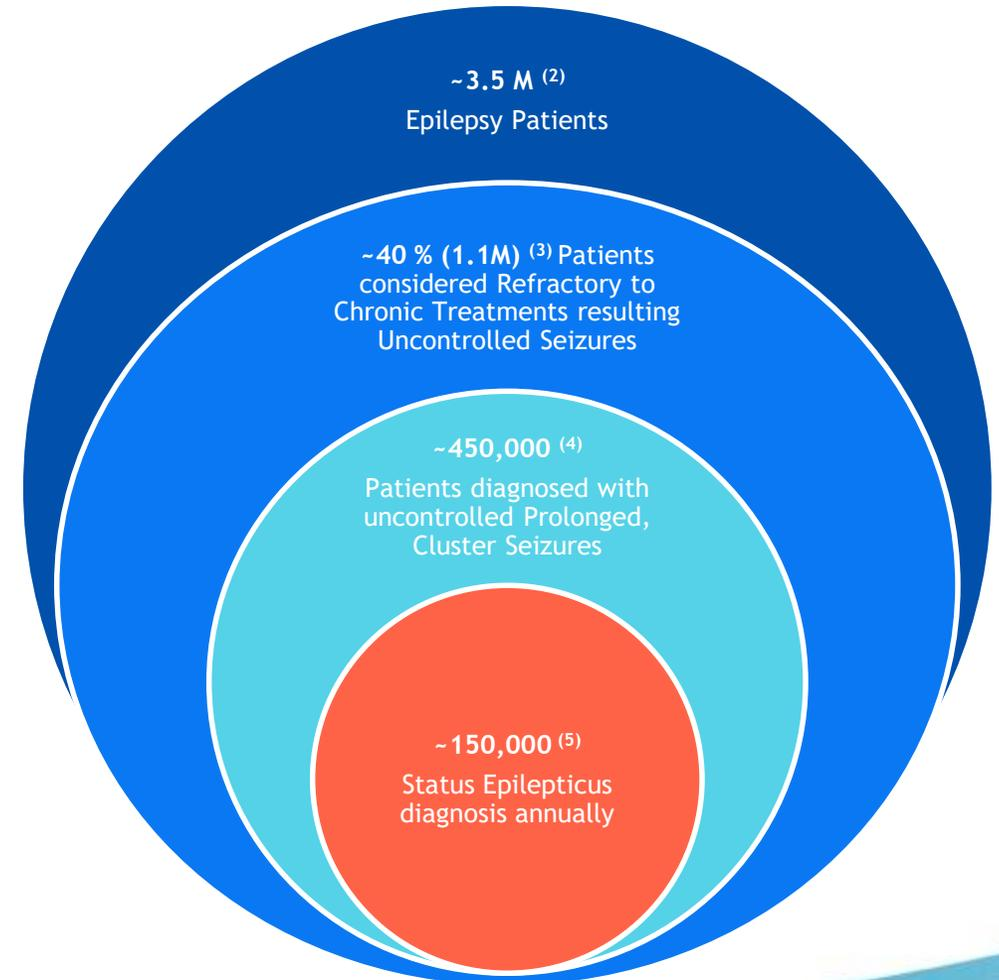 ~3.5 M (2)
Epilepsy Patients
~40 % (1.1M) (3) Patients
considered Refractory to
Chronic Treatments resulting
Uncontrolled Seizures
~450,000 (4)
Patients diagnosed with
uncontrolled Prolonged,
Cluster Seizures
~150,000 (5)
Status Epilepticus
diagnosis annually